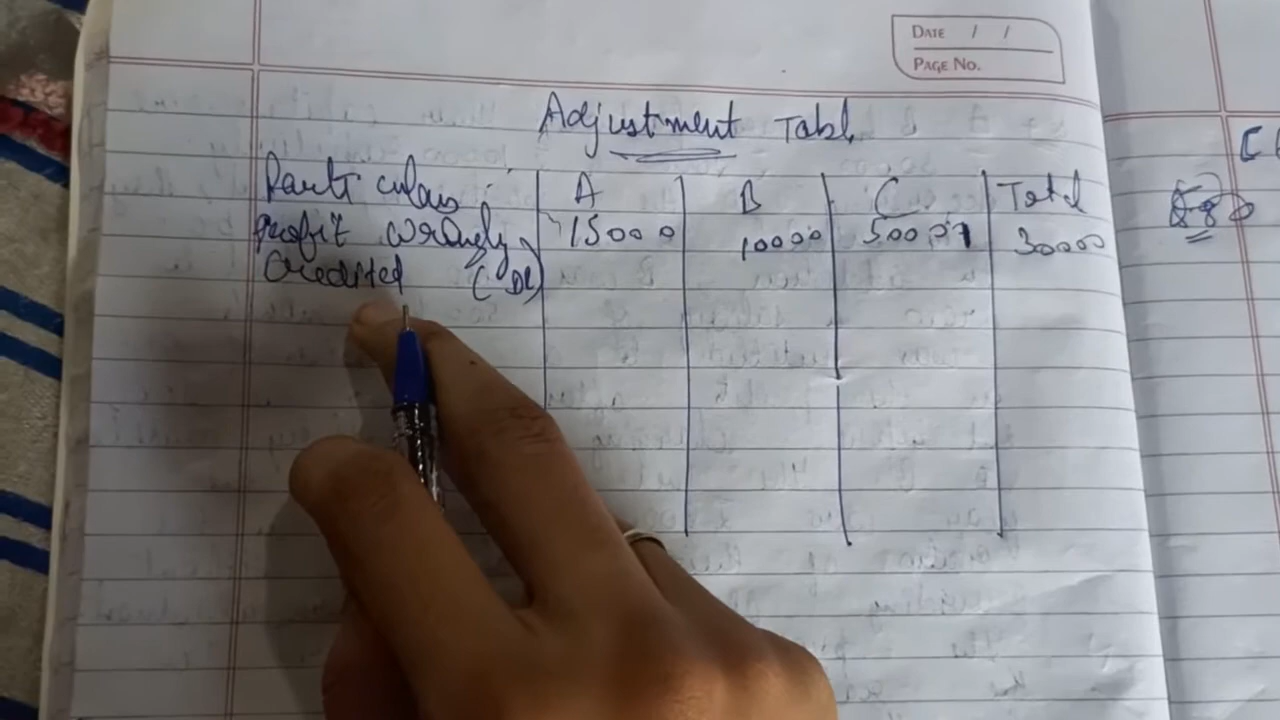 DATE / /
PAGE NO.
Adjustment Table
Particulars A B C Total
profit wrongly 15000 10000 5000 30000
Credited (Dr)